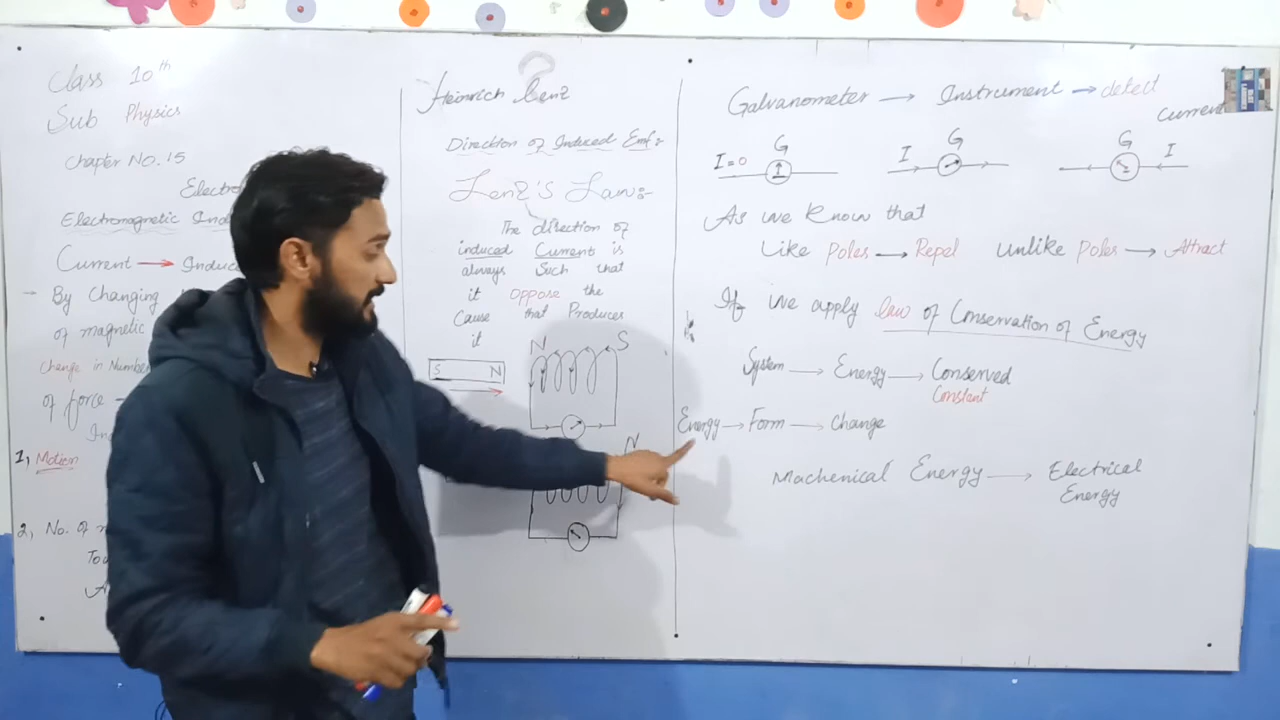 Class 10th
Sub Physics
Chapter No. 15
Electro
Electromagnetic Ind
Current → Induce
By Changing
of magnetic
Change in Number
of force
In
1, Motion
2, No. of
Heinrich Lenz
Direction of Induced Emf:-
Lenz's Law:-
The direction of
induced Current is
always Such that
it oppose the
Cause that Produces
it
N S
S N
N
Galvanometer → Instrument → detect
Current
G G G
I=0 I I
As we Know that
Like Poles → Repel Unlike Poles → Attract
If we apply law of Conservation of Energy
System → Energy → Conserved
Constant
Energy → Form → Change
Machenical Energy → Electrical
Energy